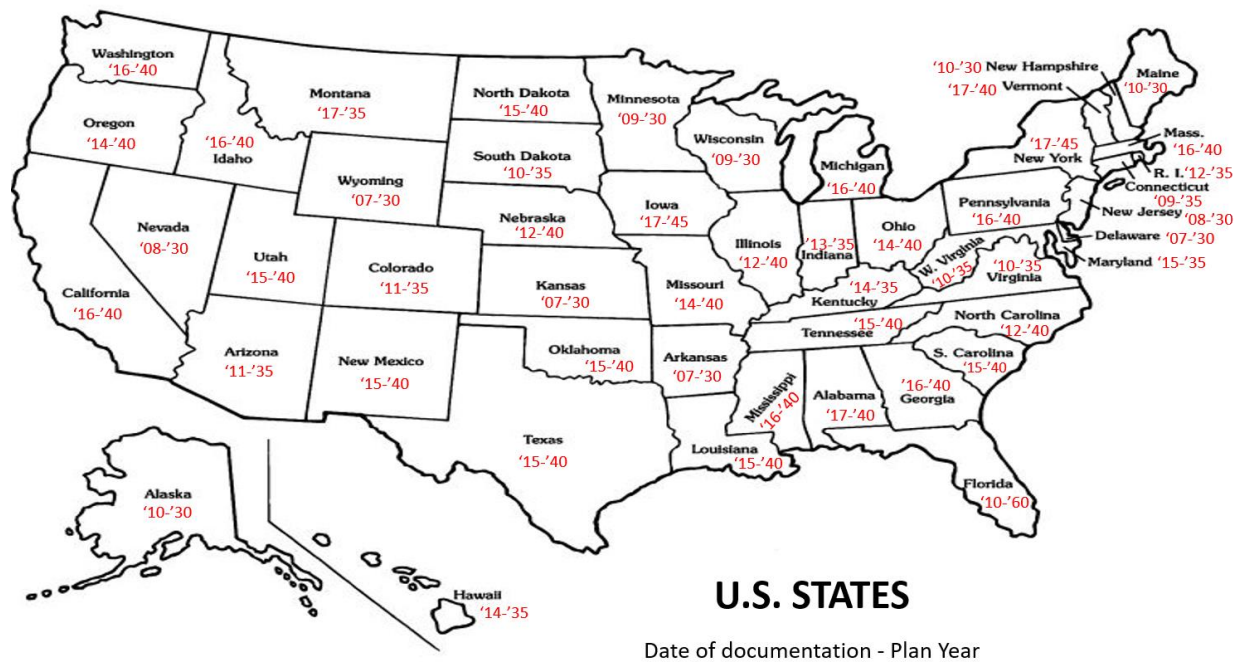 Washington
‘16-’40
Oregon
‘14-’40
California
‘16-’40
Nevada
‘08-’30
‘16-’40
Idaho
Montana
‘17-’35
Wyoming
‘07-’30
Utah
‘15-’40
Colorado
‘11-’35
Arizona
‘11-’35
New Mexico
‘15-’40
North Dakota
‘15-’40
South Dakota
‘10-’35
Nebraska
‘12-’40
Kansas
‘07-’30
Oklahoma
‘15-’40
Texas
‘15-’40
Minnesota
‘09-’30
Iowa
‘17-’45
Missouri
‘14-’40
Arkansas
‘07-’30
Louisiana
‘15-’40
Wisconsin
‘09-’30
Illinois
‘12-’40
Michigan
‘16-’40
‘13-’35
Indiana
Ohio
‘14-’40
‘14-’35
Kentucky
‘15-’40
Tennessee
Mississippi
‘16-’40
Alabama
‘17-’40
‘16-’40
Georgia
Florida
‘10-’60
S. Carolina
‘15-’40
North Carolina
‘12-’40
‘10-’35
Virginia
W. Virginia
‘10-’35
Pennsylvania
‘16-’40
‘17-’45
New York
‘10-’30 New Hampshire
‘17-’40 Vermont
Maine
‘10-’30
Mass.
‘16-’40
R. I. ‘12-’35
Connecticut
‘09-’35
New Jersey ‘08-’30
Delaware ‘07-’30
Maryland ‘15-’35
Alaska
‘10-’30
Hawaii
‘14-’35
U.S. STATES
Date of documentation - Plan Year